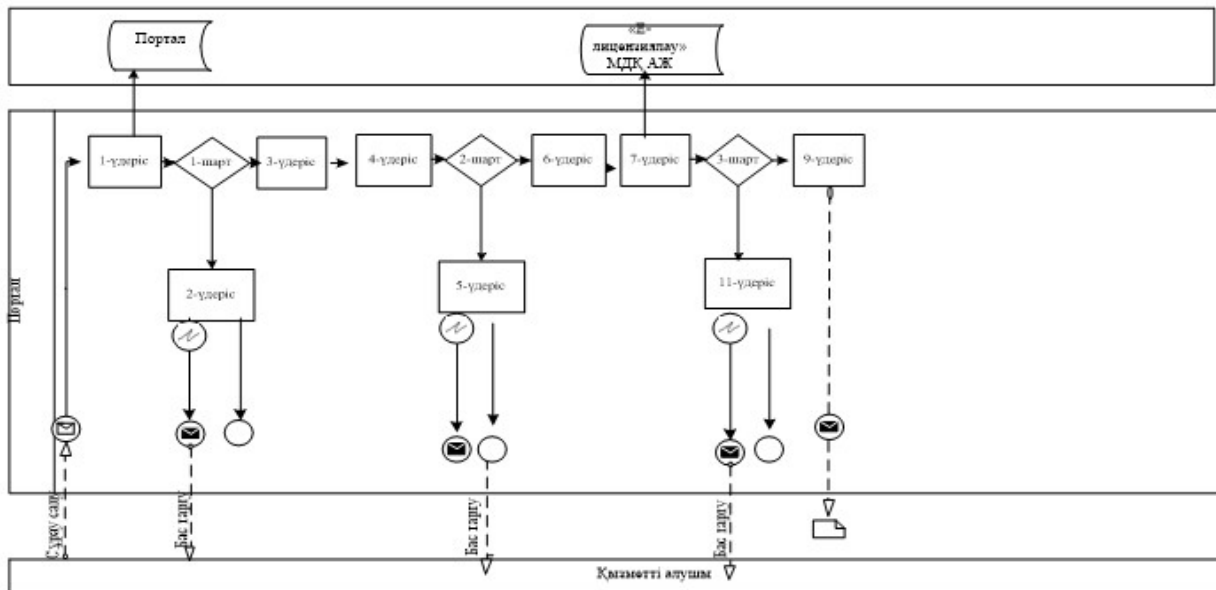 Портал
«Е-
лицензиялау»
МДҚ АЖ
1-үдеріс
1-шарт
3-үдеріс
4-үдеріс
2-шарт
6-үдеріс
7-үдеріс
3-шарт
9-үдеріс
2-үдеріс
5-үдеріс
11-үдеріс
Портал
Сұрау салу
Бас тарту
Бас тарту
Бас тарту
Қызметті алушы